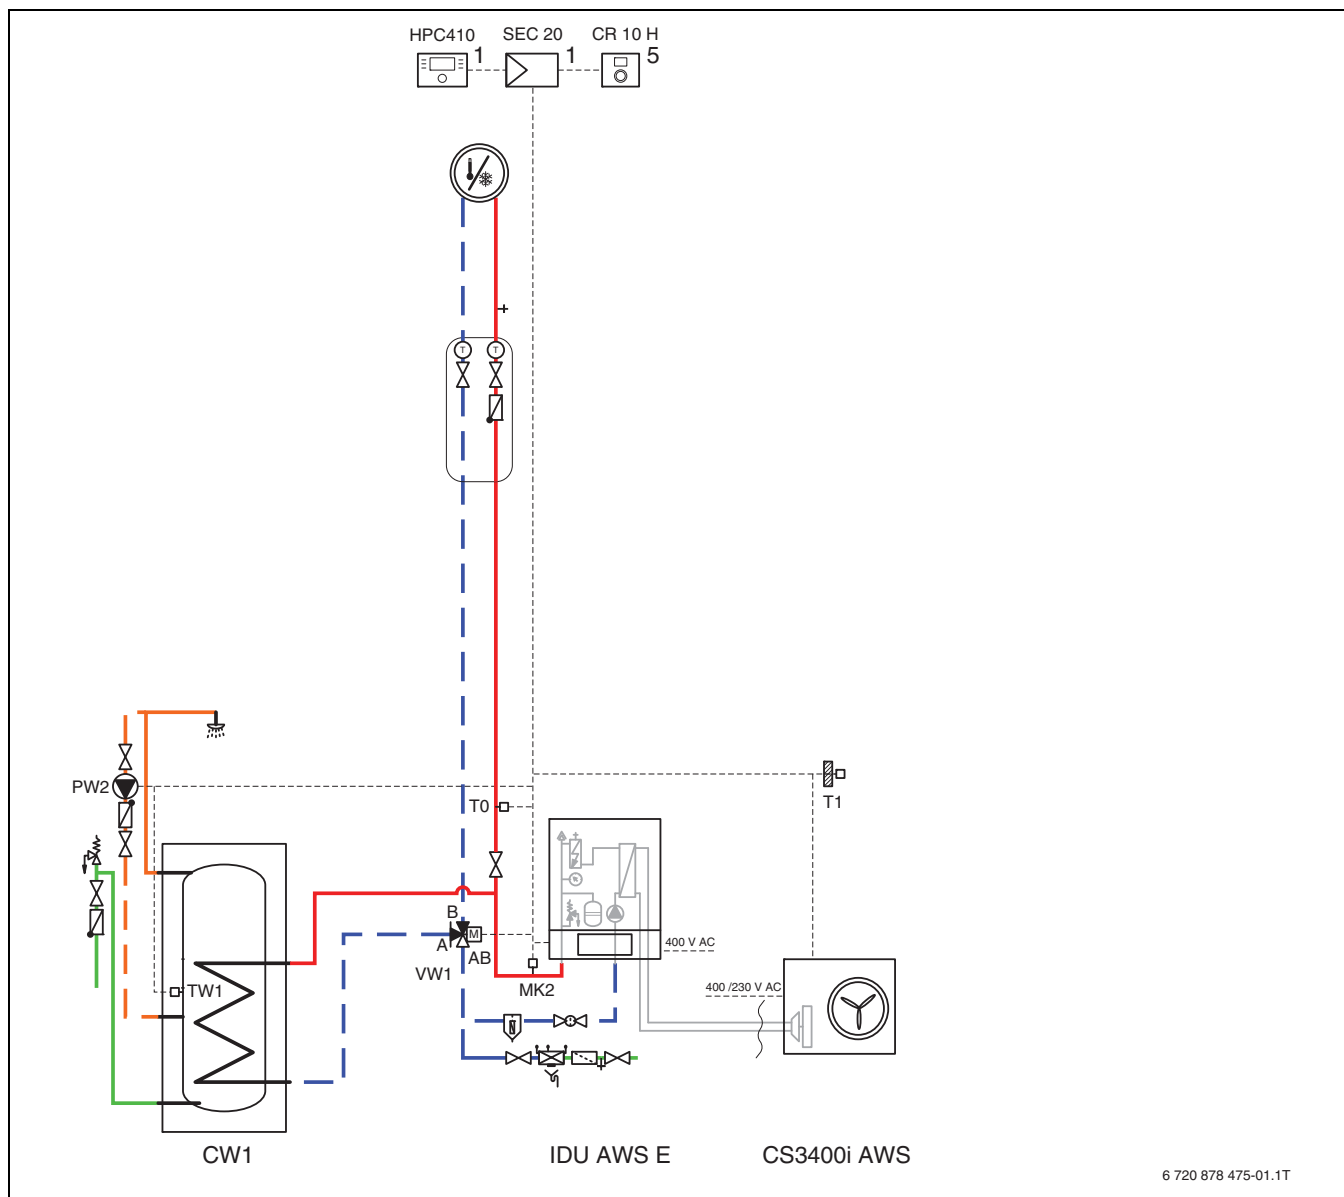 HPC410 1
SEC 20 1
CR 10 H 5
T
T
PW2
T0
T1
B
A
M
AB
VW1
MK2
TW1
400 V AC
400 /230 V AC
CW1
IDU AWS E
CS3400i AWS
6 720 878 475-01.1T